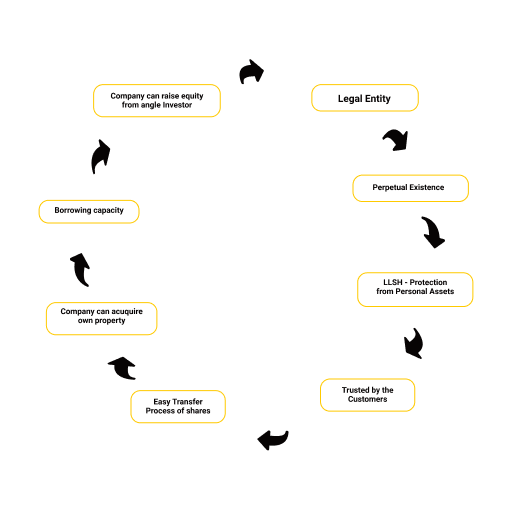 Company can raise equity
from angle Investor
Legal Entity
Perpetual Existence
LLSH - Protection
from Personal Assets
Trusted by the
Customers
Easy Transfer
Process of shares
Company can acuquire
own property
Borrowing capacity